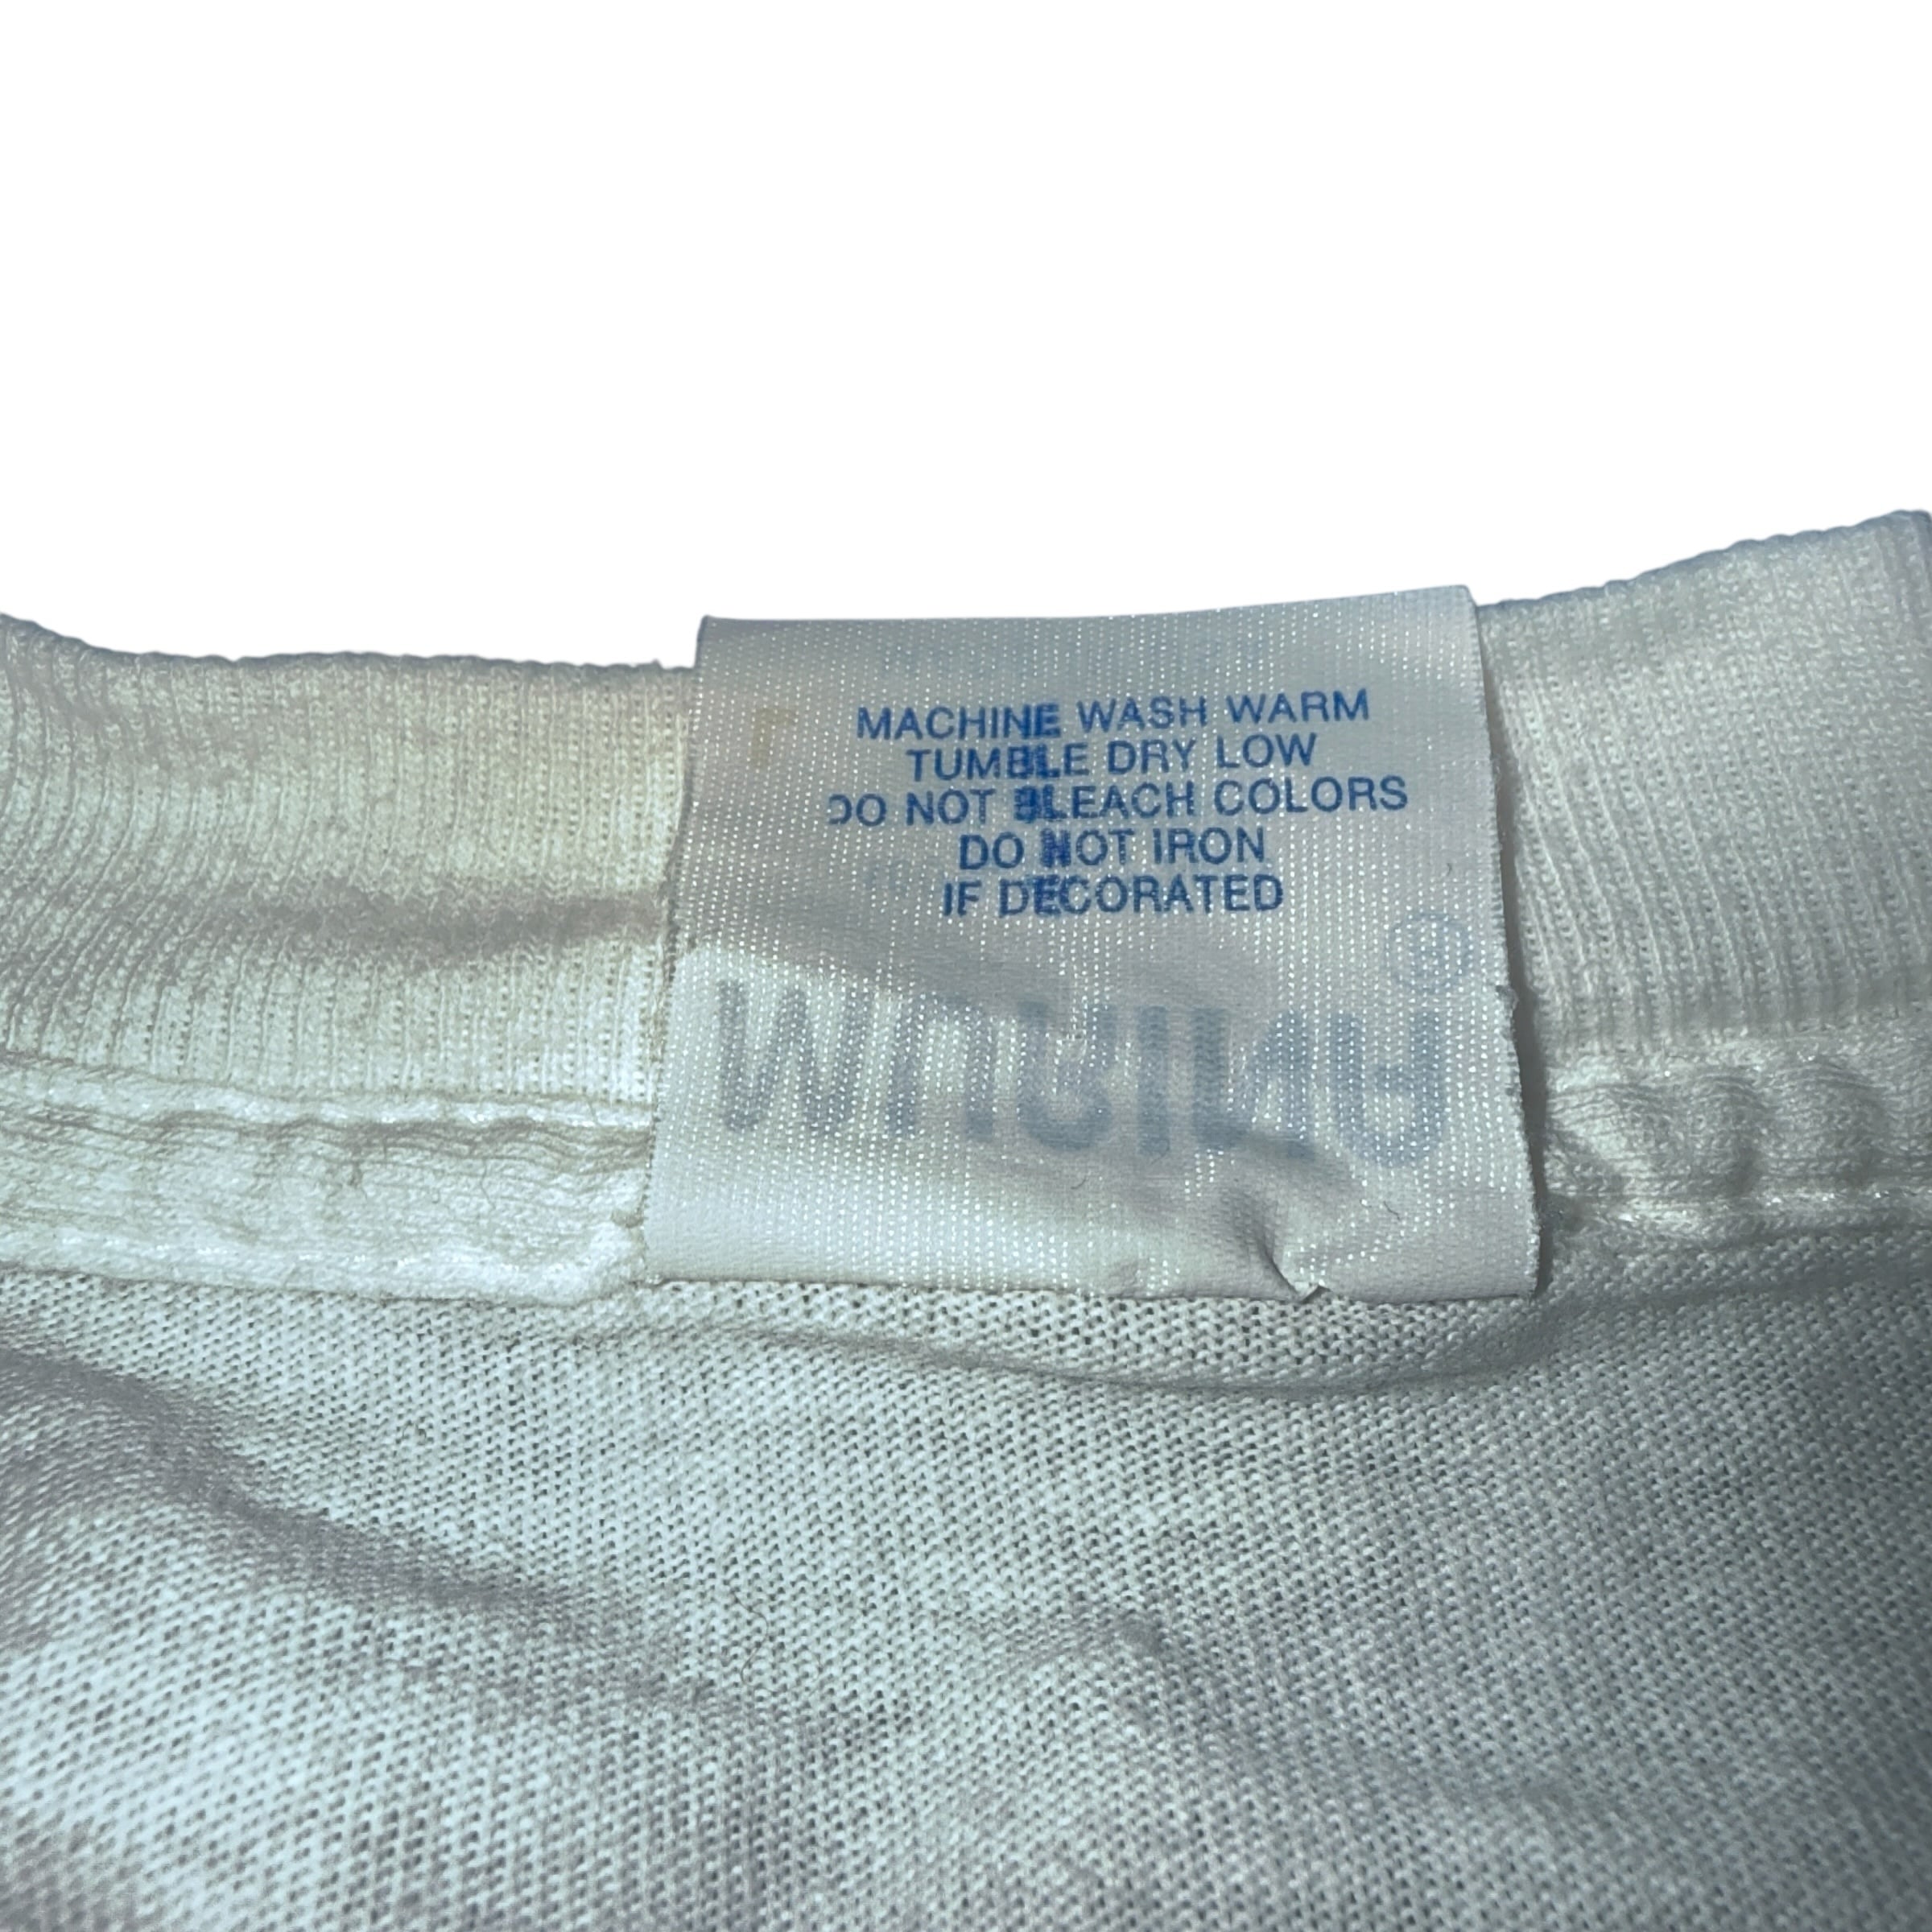 MACHINE WASH WARM
TUMBLE DRY LOW
DO NOT BLEACH COLORS
DO NOT IRON
IF DECORATED
®